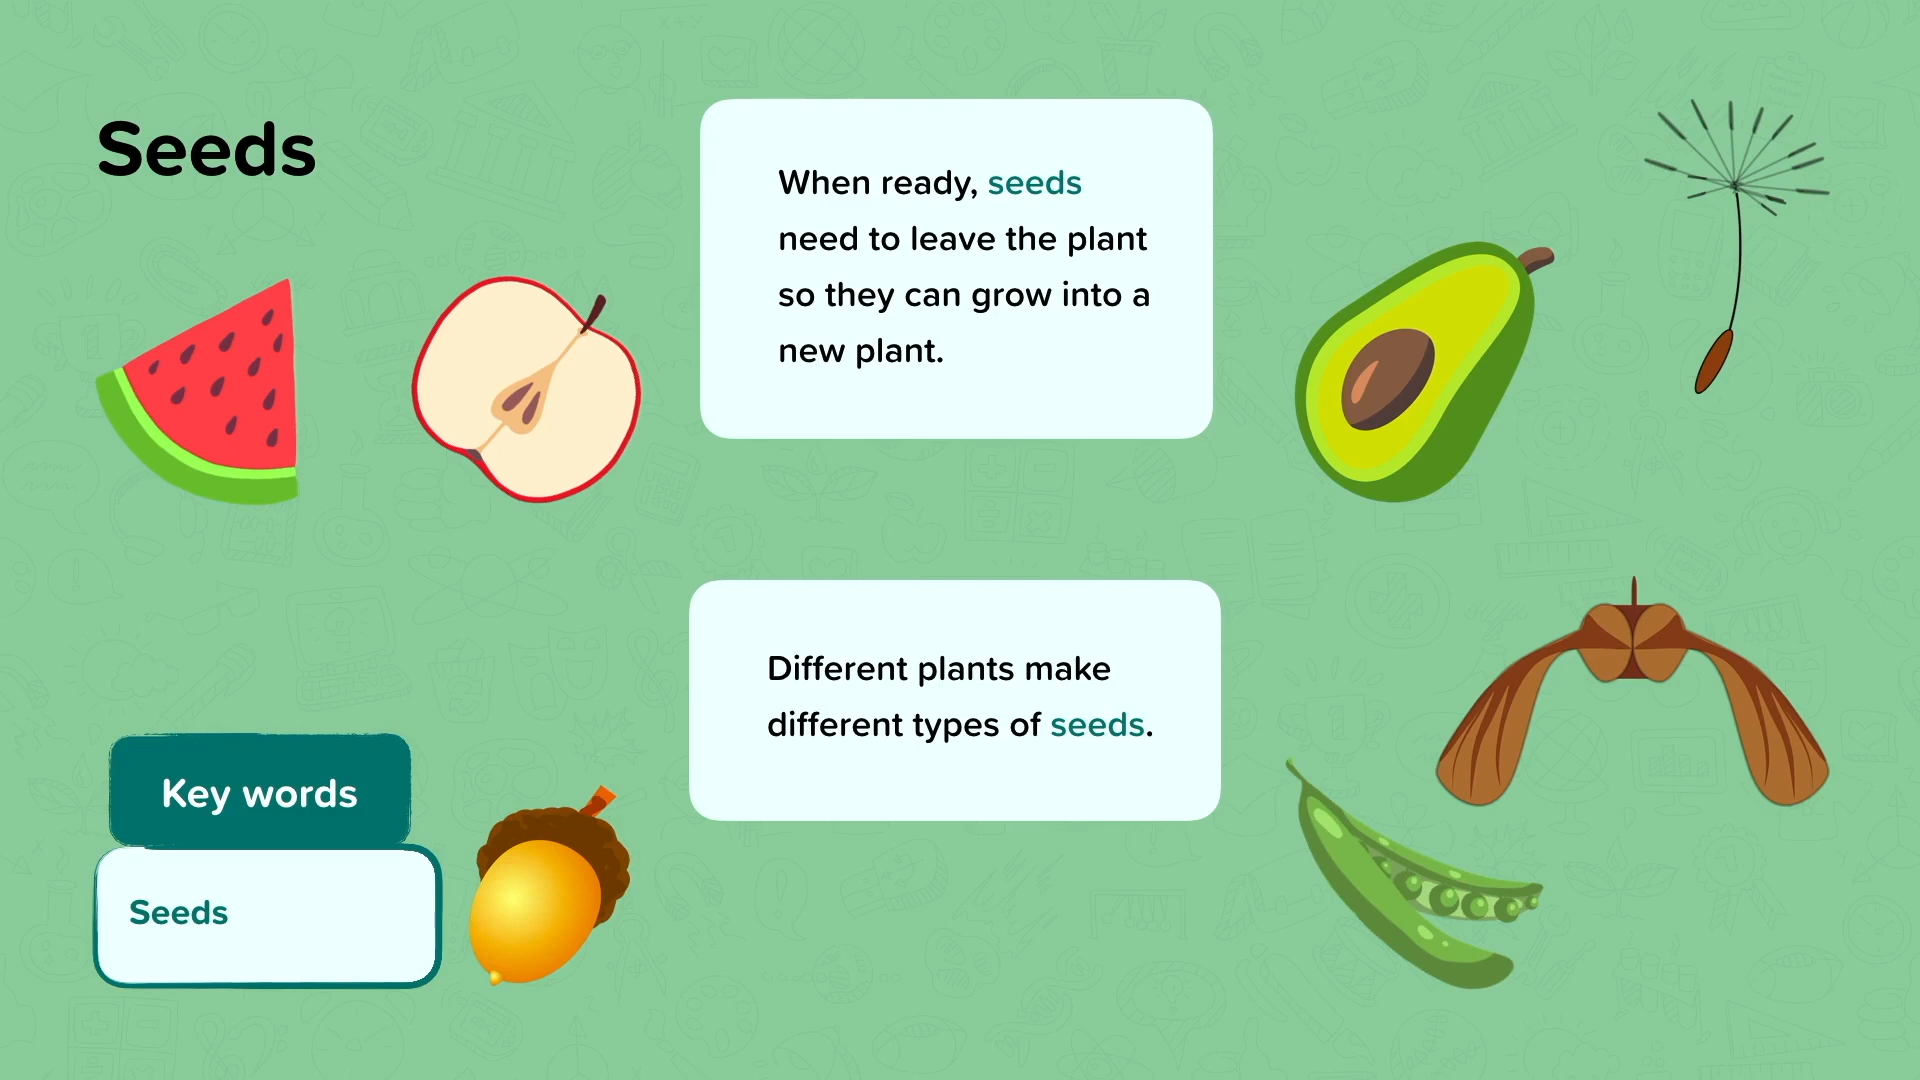 Seeds
When ready, seeds
need to leave the plant
so they can grow into a
new plant.
Different plants make
different types of seeds.
Key words
Seeds